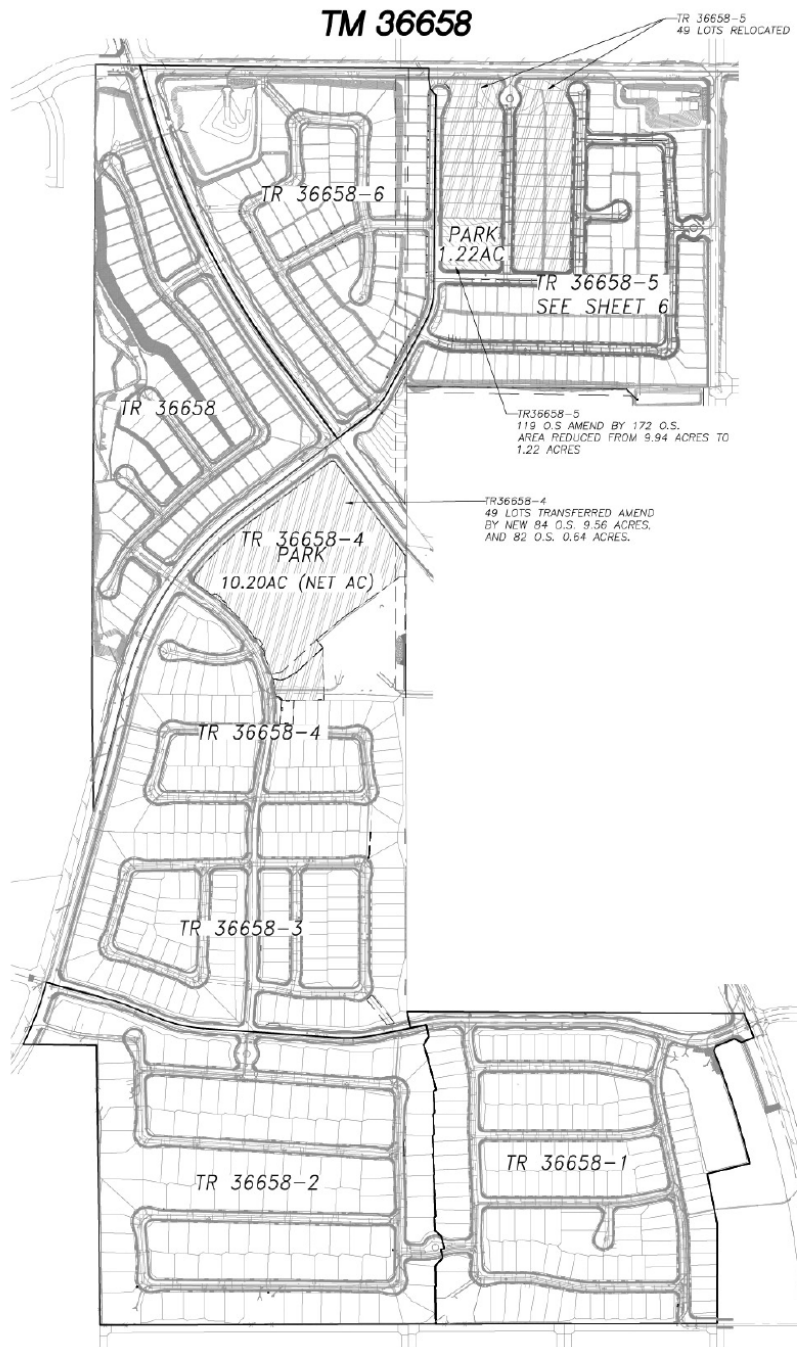 TM 36658
TR 36658-5
49 LOTS RELOCATED
TR 36658-6
PARK
1.22AC
TR 36658-5
SEE SHEET 6
TR 36658
TR36658-5
119 O.S AMEND BY 172 O.S.
AREA REDUCED FROM 9.94 ACRES TO
1.22 ACRES
TR36658-4
49 LOTS TRANSFERRED AMEND
BY NEW 84 O.S. 9.56 ACRES,
AND 82 O.S. 0.64 ACRES.
TR 36658-4
PARK
10.20AC (NET AC)
TR 36658-4
TR 36658-3
TR 36658-2
TR 36658-1